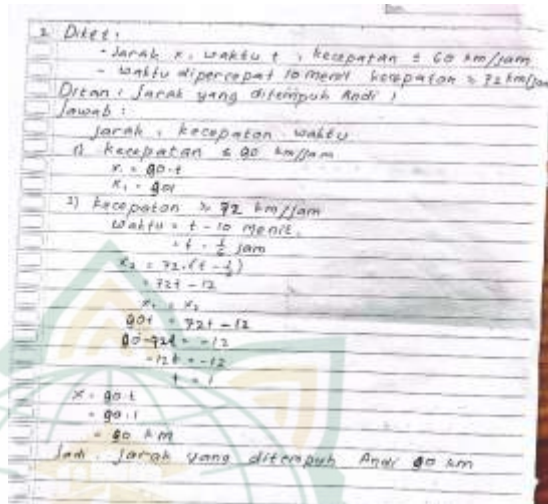 2 Diket :
- Jarak x, waktu t, kecepatan ≤ 60 km/jam
- waktu dipercepat 10 menit kecepatan ≥ 72 km/jam
Ditan : Jarak yang ditempuh Andi !
Jawab :
Jarak = kecepatan . waktu
1) kecepatan ≤ 90 km/jam
x₁ = 90 . t
x₁ = 90t
2) kecepatan ≥ 72 km/jam
waktu = t - 10 menit
= t - 1/6 jam
x₂ = 72 . (t - 1/6)
= 72t - 12
x₁ = x₂
90t = 72t - 12
-12t = -12
t = 1
x = 90 . t
= 90 . 1
= 90 km
Jadi, Jarak yang ditempuh Andi 90 km